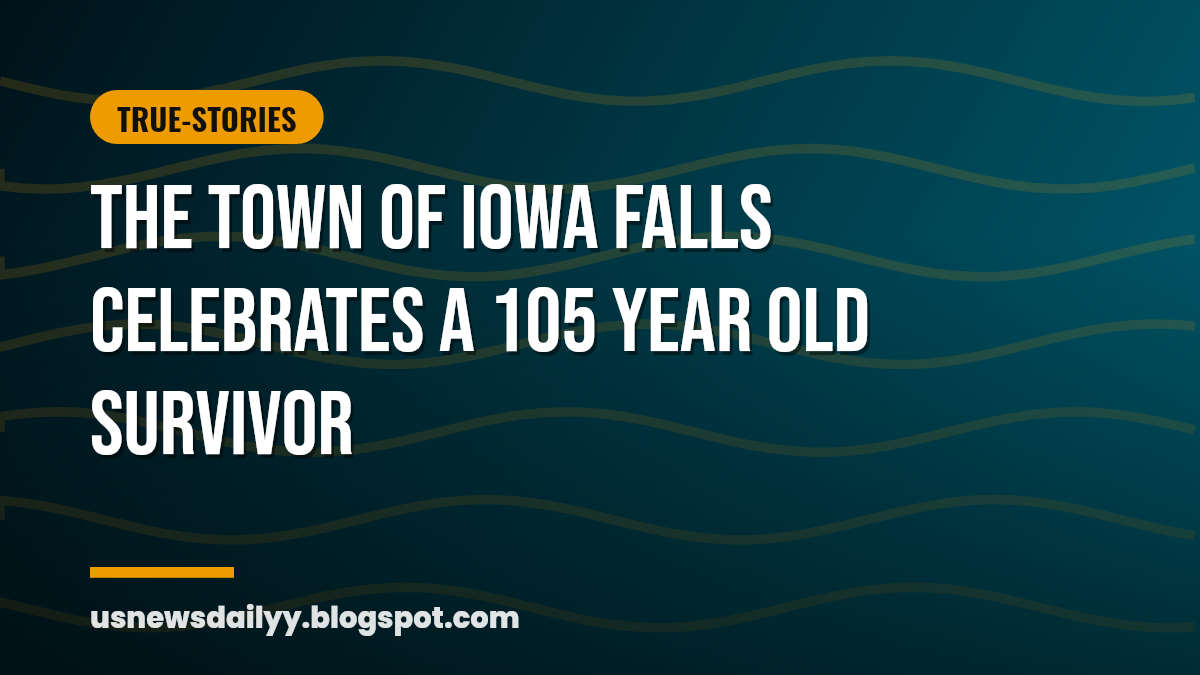 TRUE-STORIES
THE TOWN OF IOWA FALLS
CELEBRATES A 105 YEAR OLD
SURVIVOR
usnewsdailyy.blogspot.com